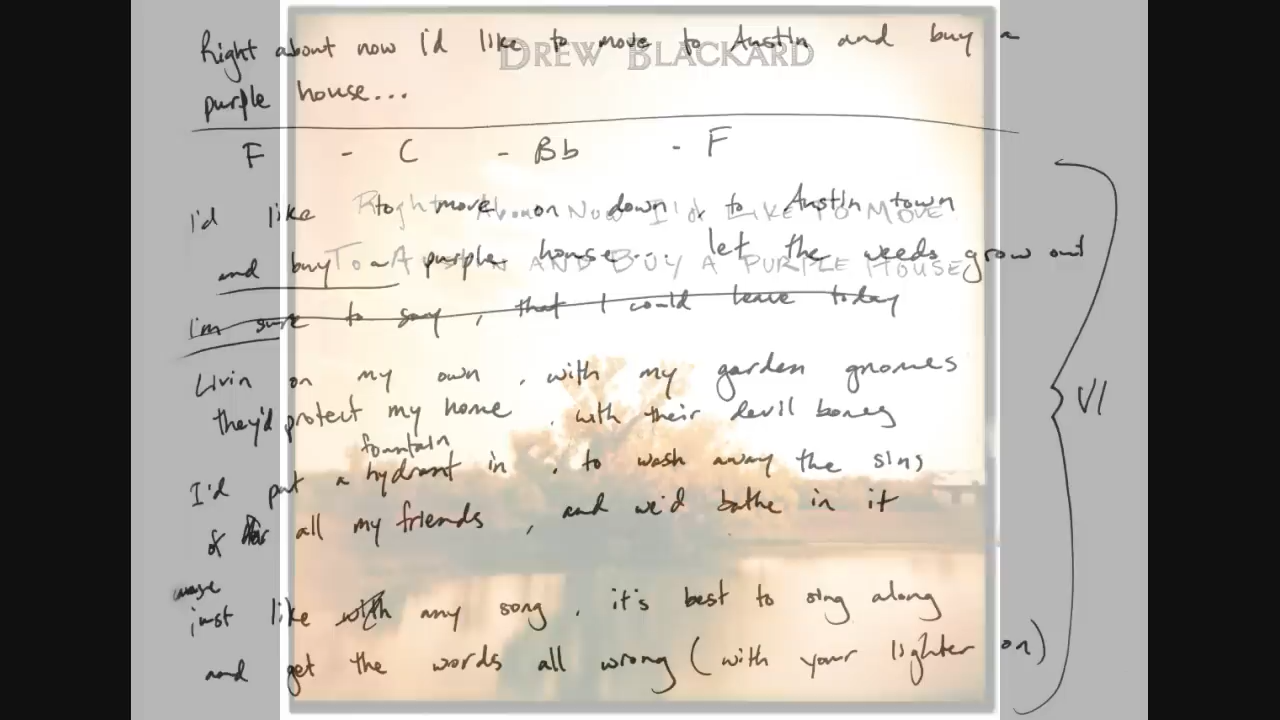 Right about now I'd like to move to Austin and buy a
DREW BLACKARD
purple house...
F - C - Bb - F
I'd like to move on down to Austin town
RIGHT ABOUT NOW I'D LIKE TO MOVE
and buy a purple house... let the weeds grow out
TO AUSTIN AND BUY A PURPLE HOUSE
i'm sure to say, that I could leave today
Livin on my own, with my garden gnomes
they'd protect my home, with their devil bones
fountain
I'd put a hydrant in, to wash away the sins
of all my friends, and we'd bathe in it
just like with any song, it's best to sing along
and get the words all wrong (with your lighter on)
V1